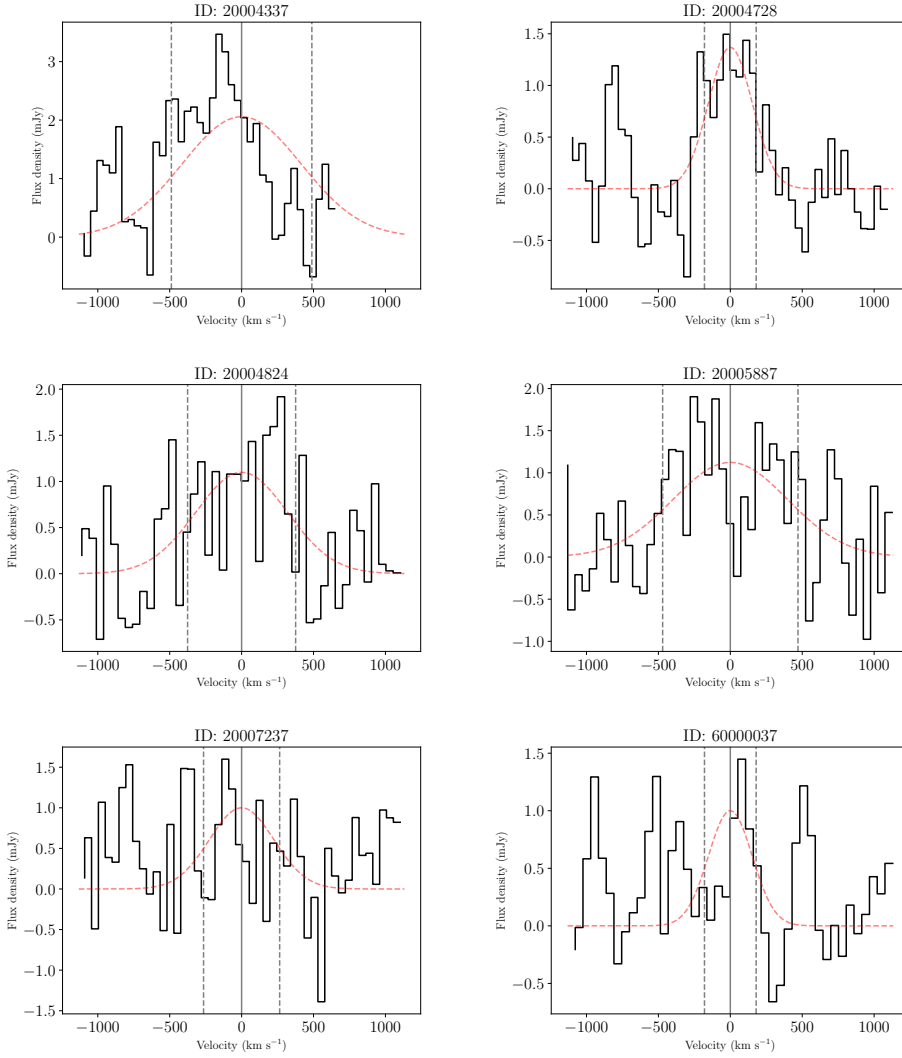 ID: 20004337
3
2
1
0
Flux density (mJy)
−1000 −500 0 500 1000
Velocity (km s−1)
ID: 20004728
1.5
1.0
0.5
0.0
−0.5
Flux density (mJy)
−1000 −500 0 500 1000
Velocity (km s−1)
ID: 20004824
2.0
1.5
1.0
0.5
0.0
−0.5
Flux density (mJy)
−1000 −500 0 500 1000
Velocity (km s−1)
ID: 20005887
2.0
1.5
1.0
0.5
0.0
−0.5
−1.0
Flux density (mJy)
−1000 −500 0 500 1000
Velocity (km s−1)
ID: 20007237
1.5
1.0
0.5
0.0
−0.5
−1.0
−1.5
Flux density (mJy)
−1000 −500 0 500 1000
Velocity (km s−1)
ID: 60000037
1.5
1.0
0.5
0.0
−0.5
Flux density (mJy)
−1000 −500 0 500 1000
Velocity (km s−1)